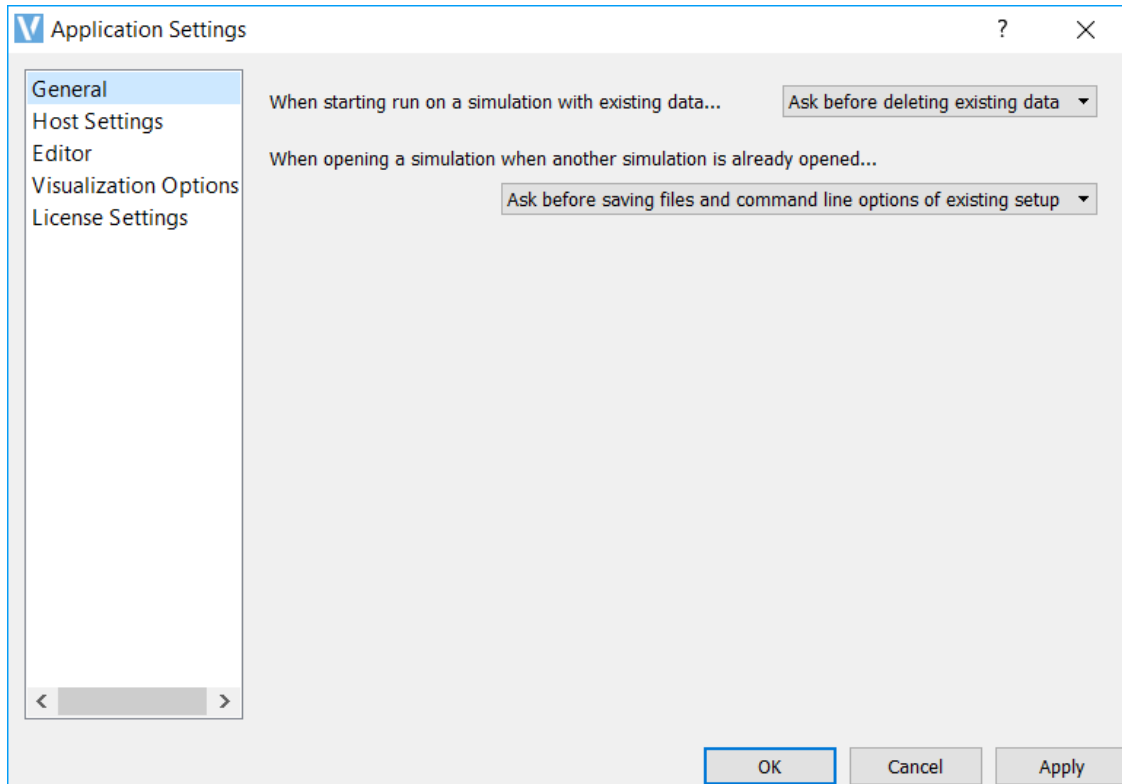 Application Settings
?
General
Host Settings
Editor
Visualization Options
License Settings
When starting run on a simulation with existing data...
Ask before deleting existing data
When opening a simulation when another simulation is already opened...
Ask before saving files and command line options of existing setup
OK
Cancel
Apply